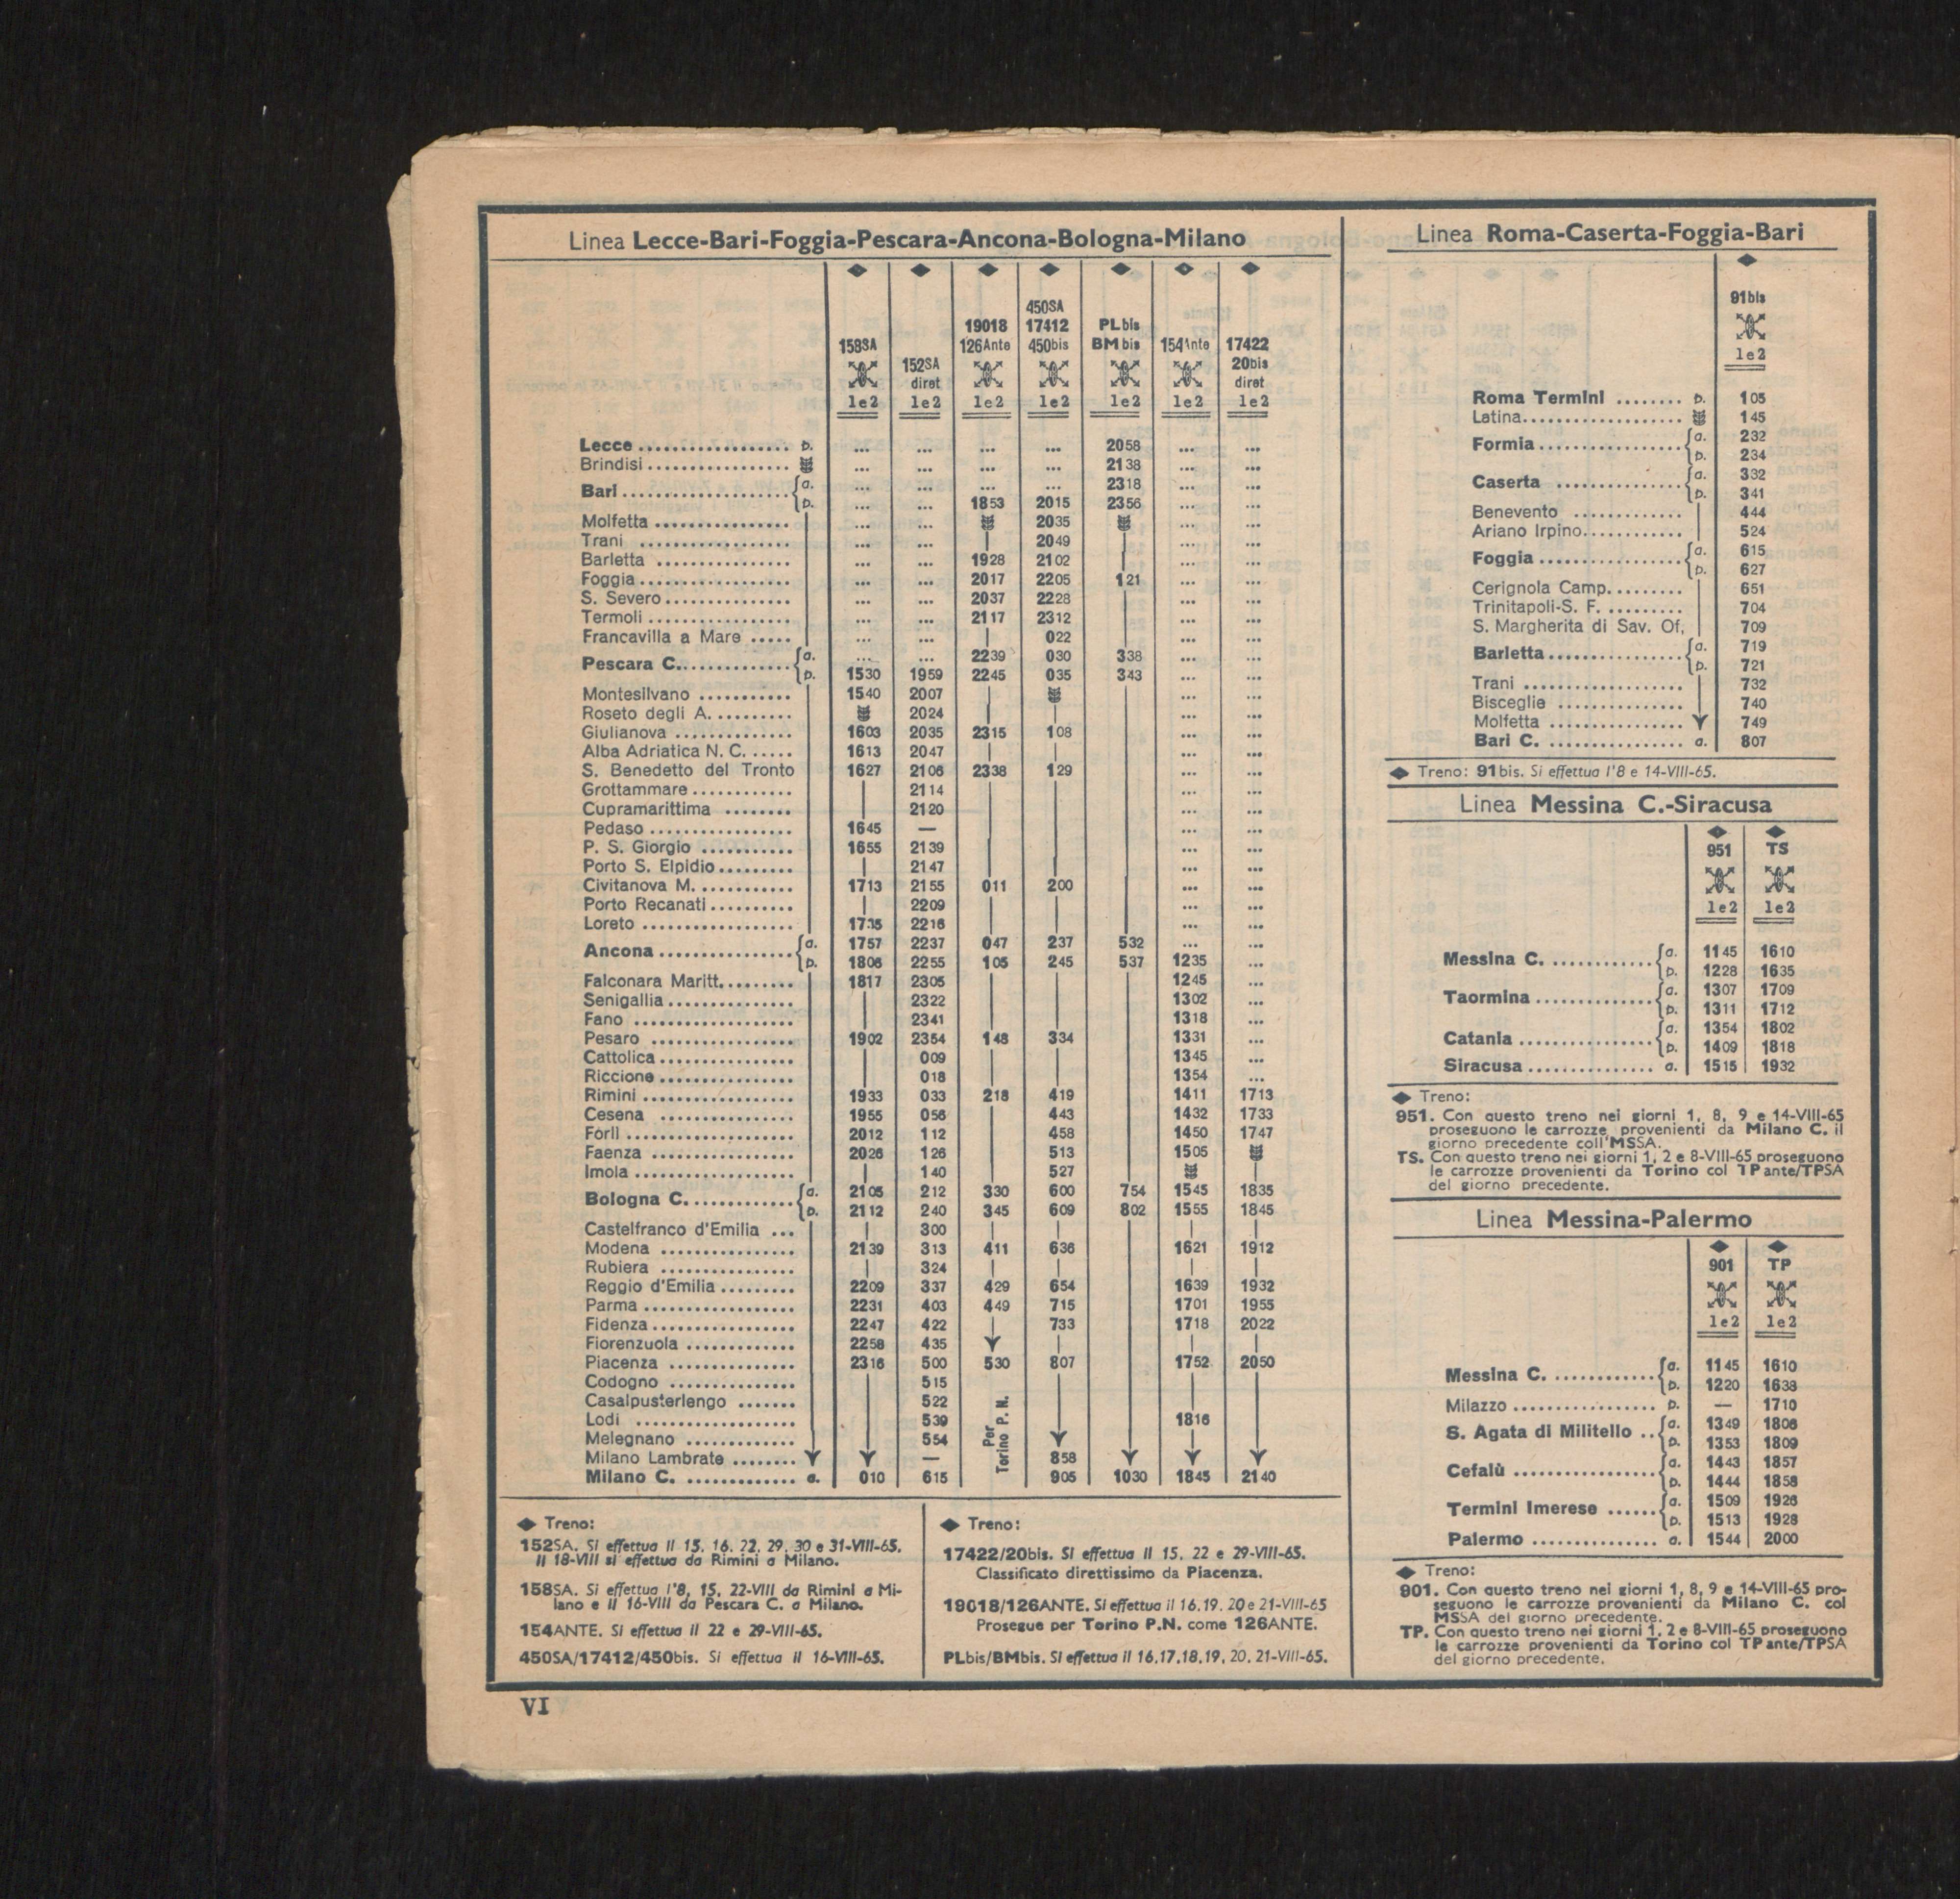 Linea Lecce-Bari-Foggia-Pescara-Ancona-Bologna-Milano
450SA
19018 17412 PLbis
158SA 126Ante 450bis BMbis 154Ante 17422
152SA 20bis
diret diret
1e2 1e2 1e2 1e2 1e2 1e2 1e2
Lecce .................. p. ... ... ... ... 2058 ... ...
Brindisi .................. ... ... ... ... 2138 ... ...
Bari .................... a. ... ... ... ... 2318 ... ...
p. ... ... 1853 2015 2356 ... ...
Molfetta ................ ... ... 2035 ... ...
Trani .................. ... ... | 2049 | ... ...
Barletta ................ ... ... 1928 2102 | ... ...
Foggia .................. ... ... 2017 2205 121 ... ...
S. Severo ............... ... ... 2037 2228 | ... ...
Termoli ................. ... ... 2117 2312 | ... ...
Francavilla a Mare ..... ... ... | 022 | ... ...
Pescara C. .............. a. ... ... 2239 030 338 ... ...
p. 1530 1959 2245 035 343 ... ...
Montesilvano ........... 1540 2007 | | ... ...
Roseto degli A. .......... 2024 | | | ... ...
Giulianova .............. 1603 2035 2315 108 | ... ...
Alba Adriatica N. C. ..... 1613 2047 | | | ... ...
S. Benedetto del Tronto 1627 2106 2338 129 | ... ...
Grottammare ............ | 2114 | | | ... ...
Cupramarittima ........ | 2120 | | | ... ...
Pedaso ................. 1645 — | | | ... ...
P. S. Giorgio ........... 1655 2139 | | | ... ...
Porto S. Elpidio ......... | 2147 | | | ... ...
Civitanova M. ........... 1713 2155 011 200 | ... ...
Porto Recanati .......... | 2209 | | | ... ...
Loreto .................. 1735 2216 | | | ... ...
Ancona ................ a. 1757 2237 047 237 532 ... ...
p. 1806 2255 105 245 537 1235 ...
Falconara Maritt. ........ 1817 2305 | | | 1245 ...
Senigallia ............... | 2322 | | | 1302 ...
Fano .................. | 2341 | | | 1318 ...
Pesaro ................. 1902 2354 148 334 | 1331 ...
Cattolica ................ | 009 | | | 1345 ...
Riccione ................ | 018 | | | 1354 ...
Rimini .................. 1933 033 218 419 | 1411 1713
Cesena ................ 1955 056 | 443 | 1432 1733
Forlì .................... 2012 112 | 458 | 1450 1747
Faenza .................. 2026 126 | 513 | 1505
Imola ................... | 140 | 527 | |
Bologna C. ............. a. 2105 212 330 600 754 1545 1835
p. 2112 240 345 609 802 1555 1845
Castelfranco d'Emilia ... | 300 | | | | |
Modena ................ 2139 313 411 636 | 1621 1912
Rubiera ................ | 324 | | | | |
Reggio d'Emilia ......... 2209 337 429 654 | 1639 1932
Parma .................. 2231 403 449 715 | 1701 1955
Fidenza ................. 2247 422 | 733 | 1718 2022
Fiorenzuola ............. 2258 435 | | | |
Piacenza ............... 2316 500 530 807 | 1752 2050
Codogno ................ | 515 | | | |
Casalpusterlengo ....... | 522 | | | |
Lodi ................... | 539 | | 1816 |
Melegnano ............. | 554 | | |
Per Torino P. N.
Milano Lambrate ........ — 858
Milano C. ............. a. 010 615 905 1030 1845 2140
◆ Treno:
152SA. Si effettua il 15, 16, 22, 29, 30 e 31-VIII-65.
Il 18-VIII si effettua da Rimini a Milano.
158SA. Si effettua l'8, 15, 22-VIII da Rimini a Mi-
lano e il 16-VIII da Pescara C. a Milano.
154ANTE. Si effettua il 22 e 29-VIII-65.
450SA/17412/450bis. Si effettua il 16-VIII-65.
◆ Treno:
17422/20bis. Si effettua il 15, 22 e 29-VIII-65.
Classificato direttissimo da Piacenza.
19018/126ANTE. Si effettua il 16, 19, 20 e 21-VIII-65
Prosegue per Torino P.N. come 126ANTE.
PLbis/BMbis. Si effettua il 16, 17, 18, 19, 20, 21-VIII-65.
VI
Linea Roma-Caserta-Foggia-Bari
91bis
1e2
Roma Termini ........ p. 105
Latina .................... 145
Formia ................. a. 232
p. 234
Caserta .............. a. 332
p. 341
Benevento ............. 444
Ariano Irpino ............ 524
Foggia ................. a. 615
p. 627
Cerignola Camp. ......... 651
Trinitapoli-S. F. .......... 704
S. Margherita di Sav. Of, 709
Barletta ................ a. 719
p. 721
Trani ................... 732
Bisceglie ............... 740
Molfetta ................ 749
Bari C. ................ a. 807
◆ Treno: 91bis. Si effettua l'8 e 14-VIII-65.
Linea Messina C.-Siracusa
951 TS
1e2 1e2
Messina C. ............ a. 1145 1610
p. 1228 1635
Taormina .............. a. 1307 1709
p. 1311 1712
Catania ................ a. 1354 1802
p. 1409 1818
Siracusa ............... a. 1515 1932
◆ Treno:
951. Con questo treno nei giorni 1, 8, 9 e 14-VIII-65
proseguono le carrozze provenienti da Milano C. il
giorno precedente coll'MSSA.
TS. Con questo treno nei giorni 1, 2 e 8-VIII-65 proseguono
le carrozze provenienti da Torino col TPante/TPSA
del giorno precedente.
Linea Messina-Palermo
901 TP
1e2 1e2
Messina C. ............ a. 1145 1610
p. 1220 1638
Milazzo ................ p. — 1710
S. Agata di Militello .. a. 1349 1806
p. 1353 1809
Cefalù ................. a. 1443 1857
p. 1444 1858
Termini Imerese ...... a. 1509 1926
p. 1513 1928
Palermo ............... a. 1544 2000
◆ Treno:
901. Con questo treno nei giorni 1, 8, 9 e 14-VIII-65 pro-
seguono le carrozze provenienti da Milano C. col
MSSA del giorno precedente.
TP. Con questo treno nei giorni 1, 2 e 8-VIII-65 proseguono
le carrozze provenienti da Torino col TPante/TPSA
del giorno precedente.